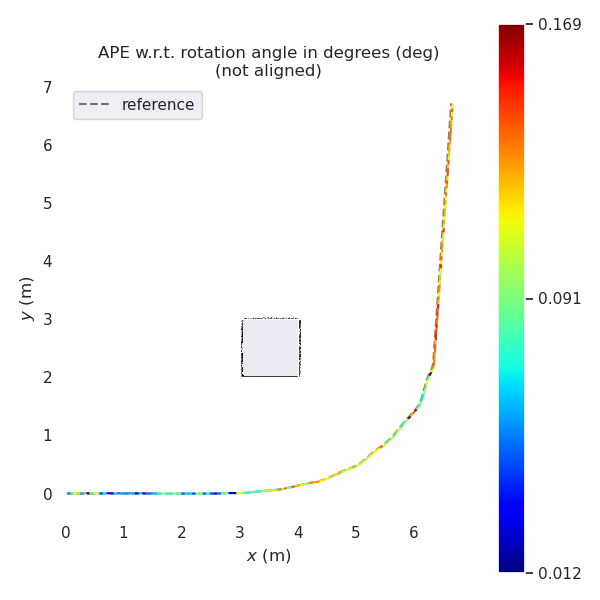 APE w.r.t. rotation angle in degrees (deg)
(not aligned)
reference
7
6
5
4
3
2
1
0
y (m)
0 1 2 3 4 5 6
x (m)
0.169
0.091
0.012